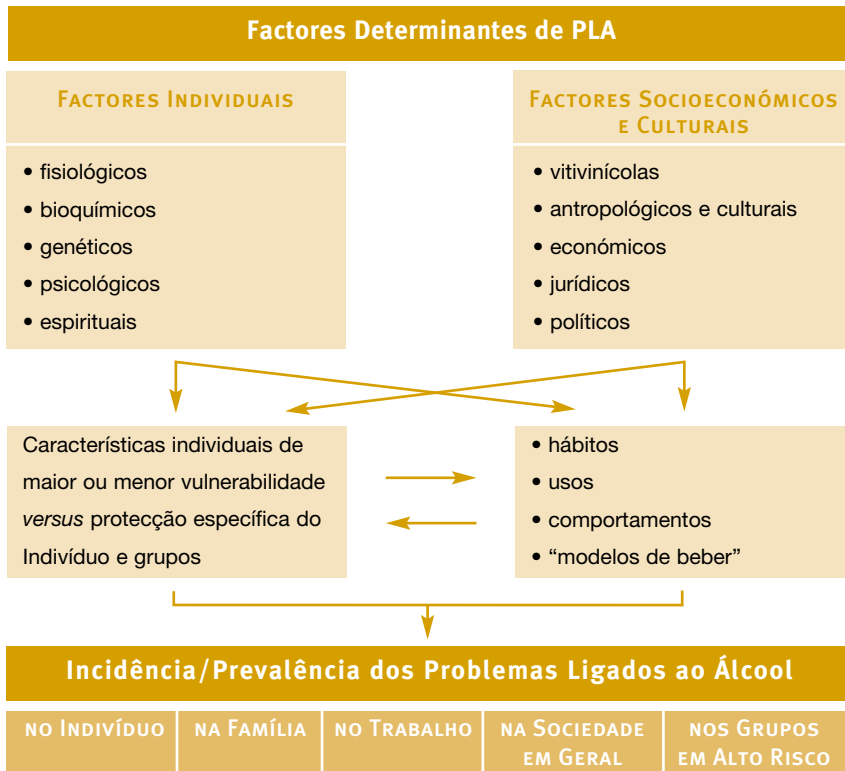 Factores Determinantes de PLA
Factores Individuais
• fisiológicos
• bioquímicos
• genéticos
• psicológicos
• espirituais
Factores Socioeconómicos
e Culturais
• vitivinícolas
• antropológicos e culturais
• económicos
• jurídicos
• políticos
Características individuais de
maior ou menor vulnerabilidade
versus protecção específica do
Indivíduo e grupos
• hábitos
• usos
• comportamentos
• “modelos de beber”
Incidência/Prevalência dos Problemas Ligados ao Álcool
no Indivíduo
na Família
no Trabalho
na Sociedade
em Geral
nos Grupos
em Alto Risco